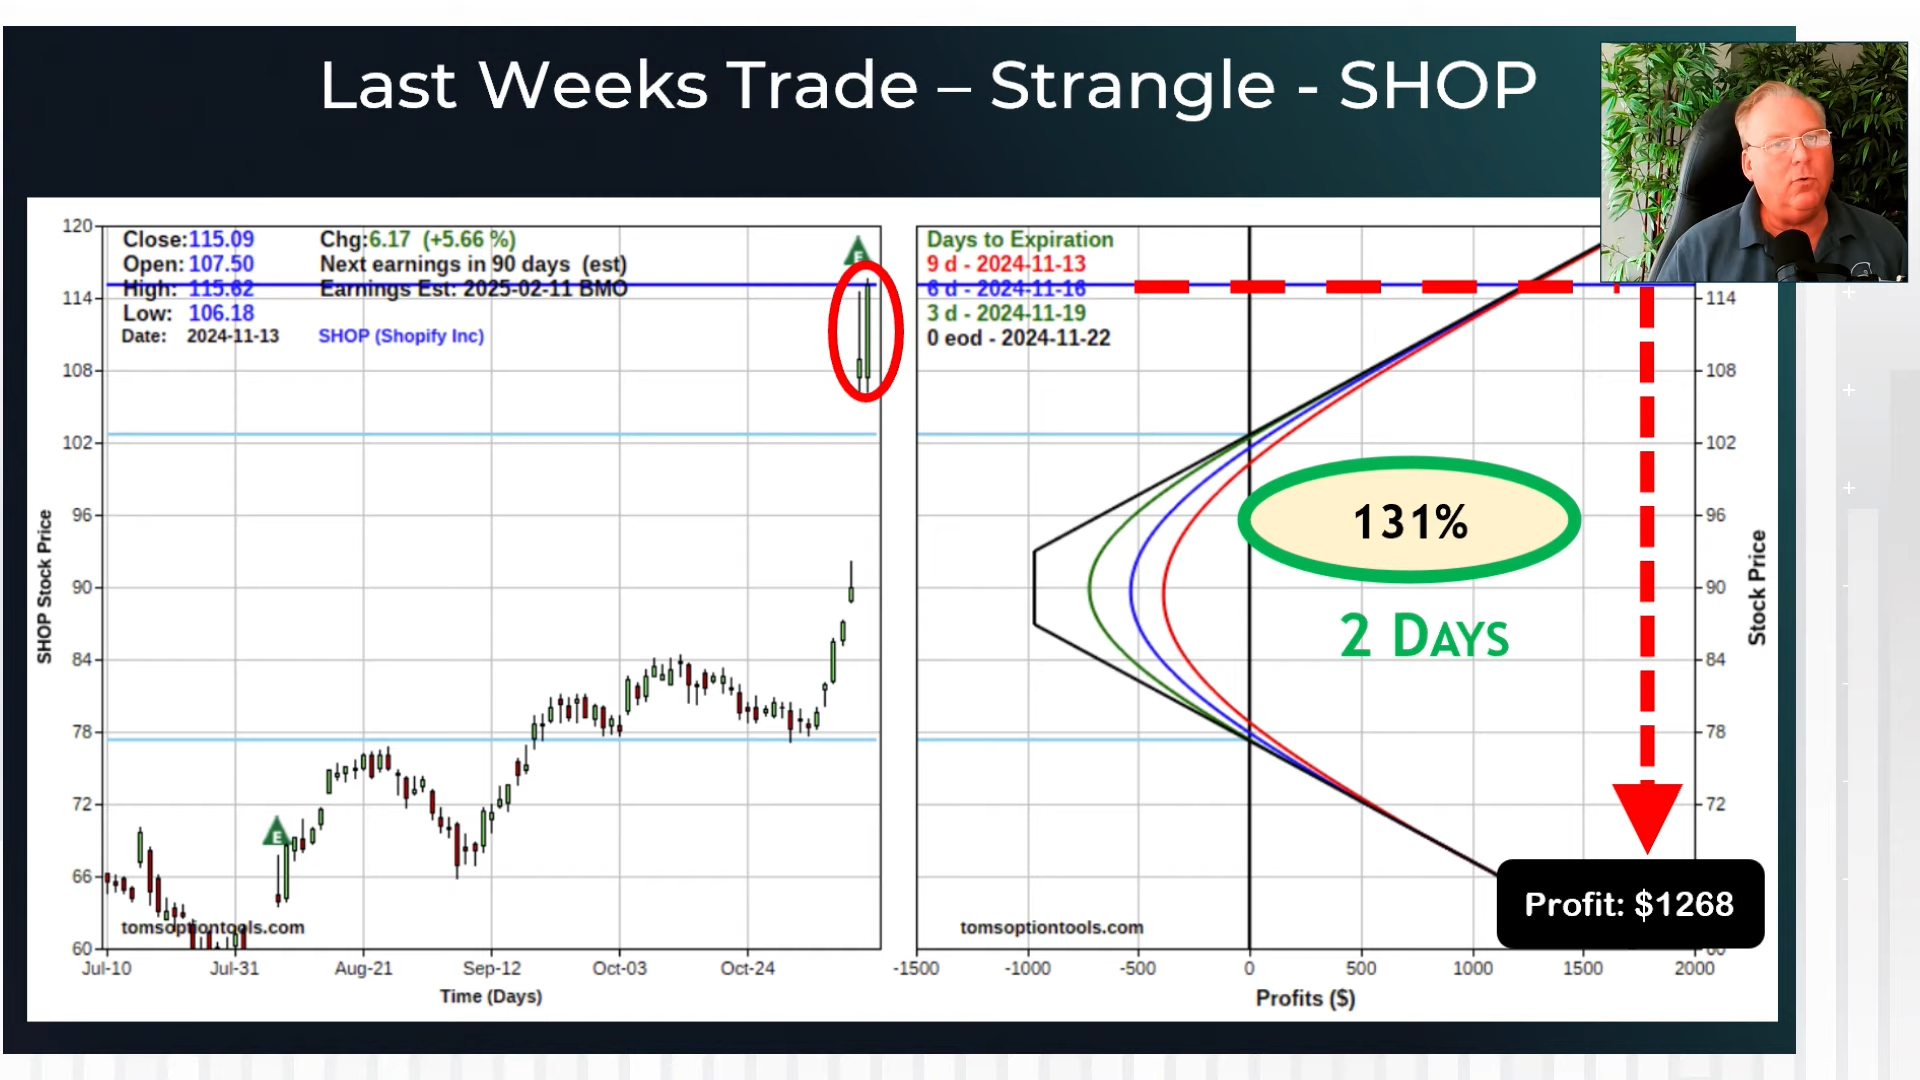 Last Weeks Trade – Strangle - SHOP
Close:115.09
Chg:6.17 (+5.66 %)
Open: 107.50
Next earnings in 90 days (est)
High: 115.62
Earnings Est: 2025-02-11 BMO
Low: 106.18
Date: 2024-11-13
SHOP (Shopify Inc)
E
E
120
114
108
102
96
90
84
78
72
66
60
SHOP Stock Price
tomsoptiontools.com
Jul-10
Jul-31
Aug-21
Sep-12
Oct-03
Oct-24
Time (Days)
Days to Expiration
9 d - 2024-11-13
6 d - 2024-11-16
3 d - 2024-11-19
0 eod - 2024-11-22
131%
2 DAYS
114
108
102
96
90
84
78
72
Stock Price
Profit: $1268
tomsoptiontools.com
-1500
-1000
-500
0
500
1000
1500
2000
Profits ($)